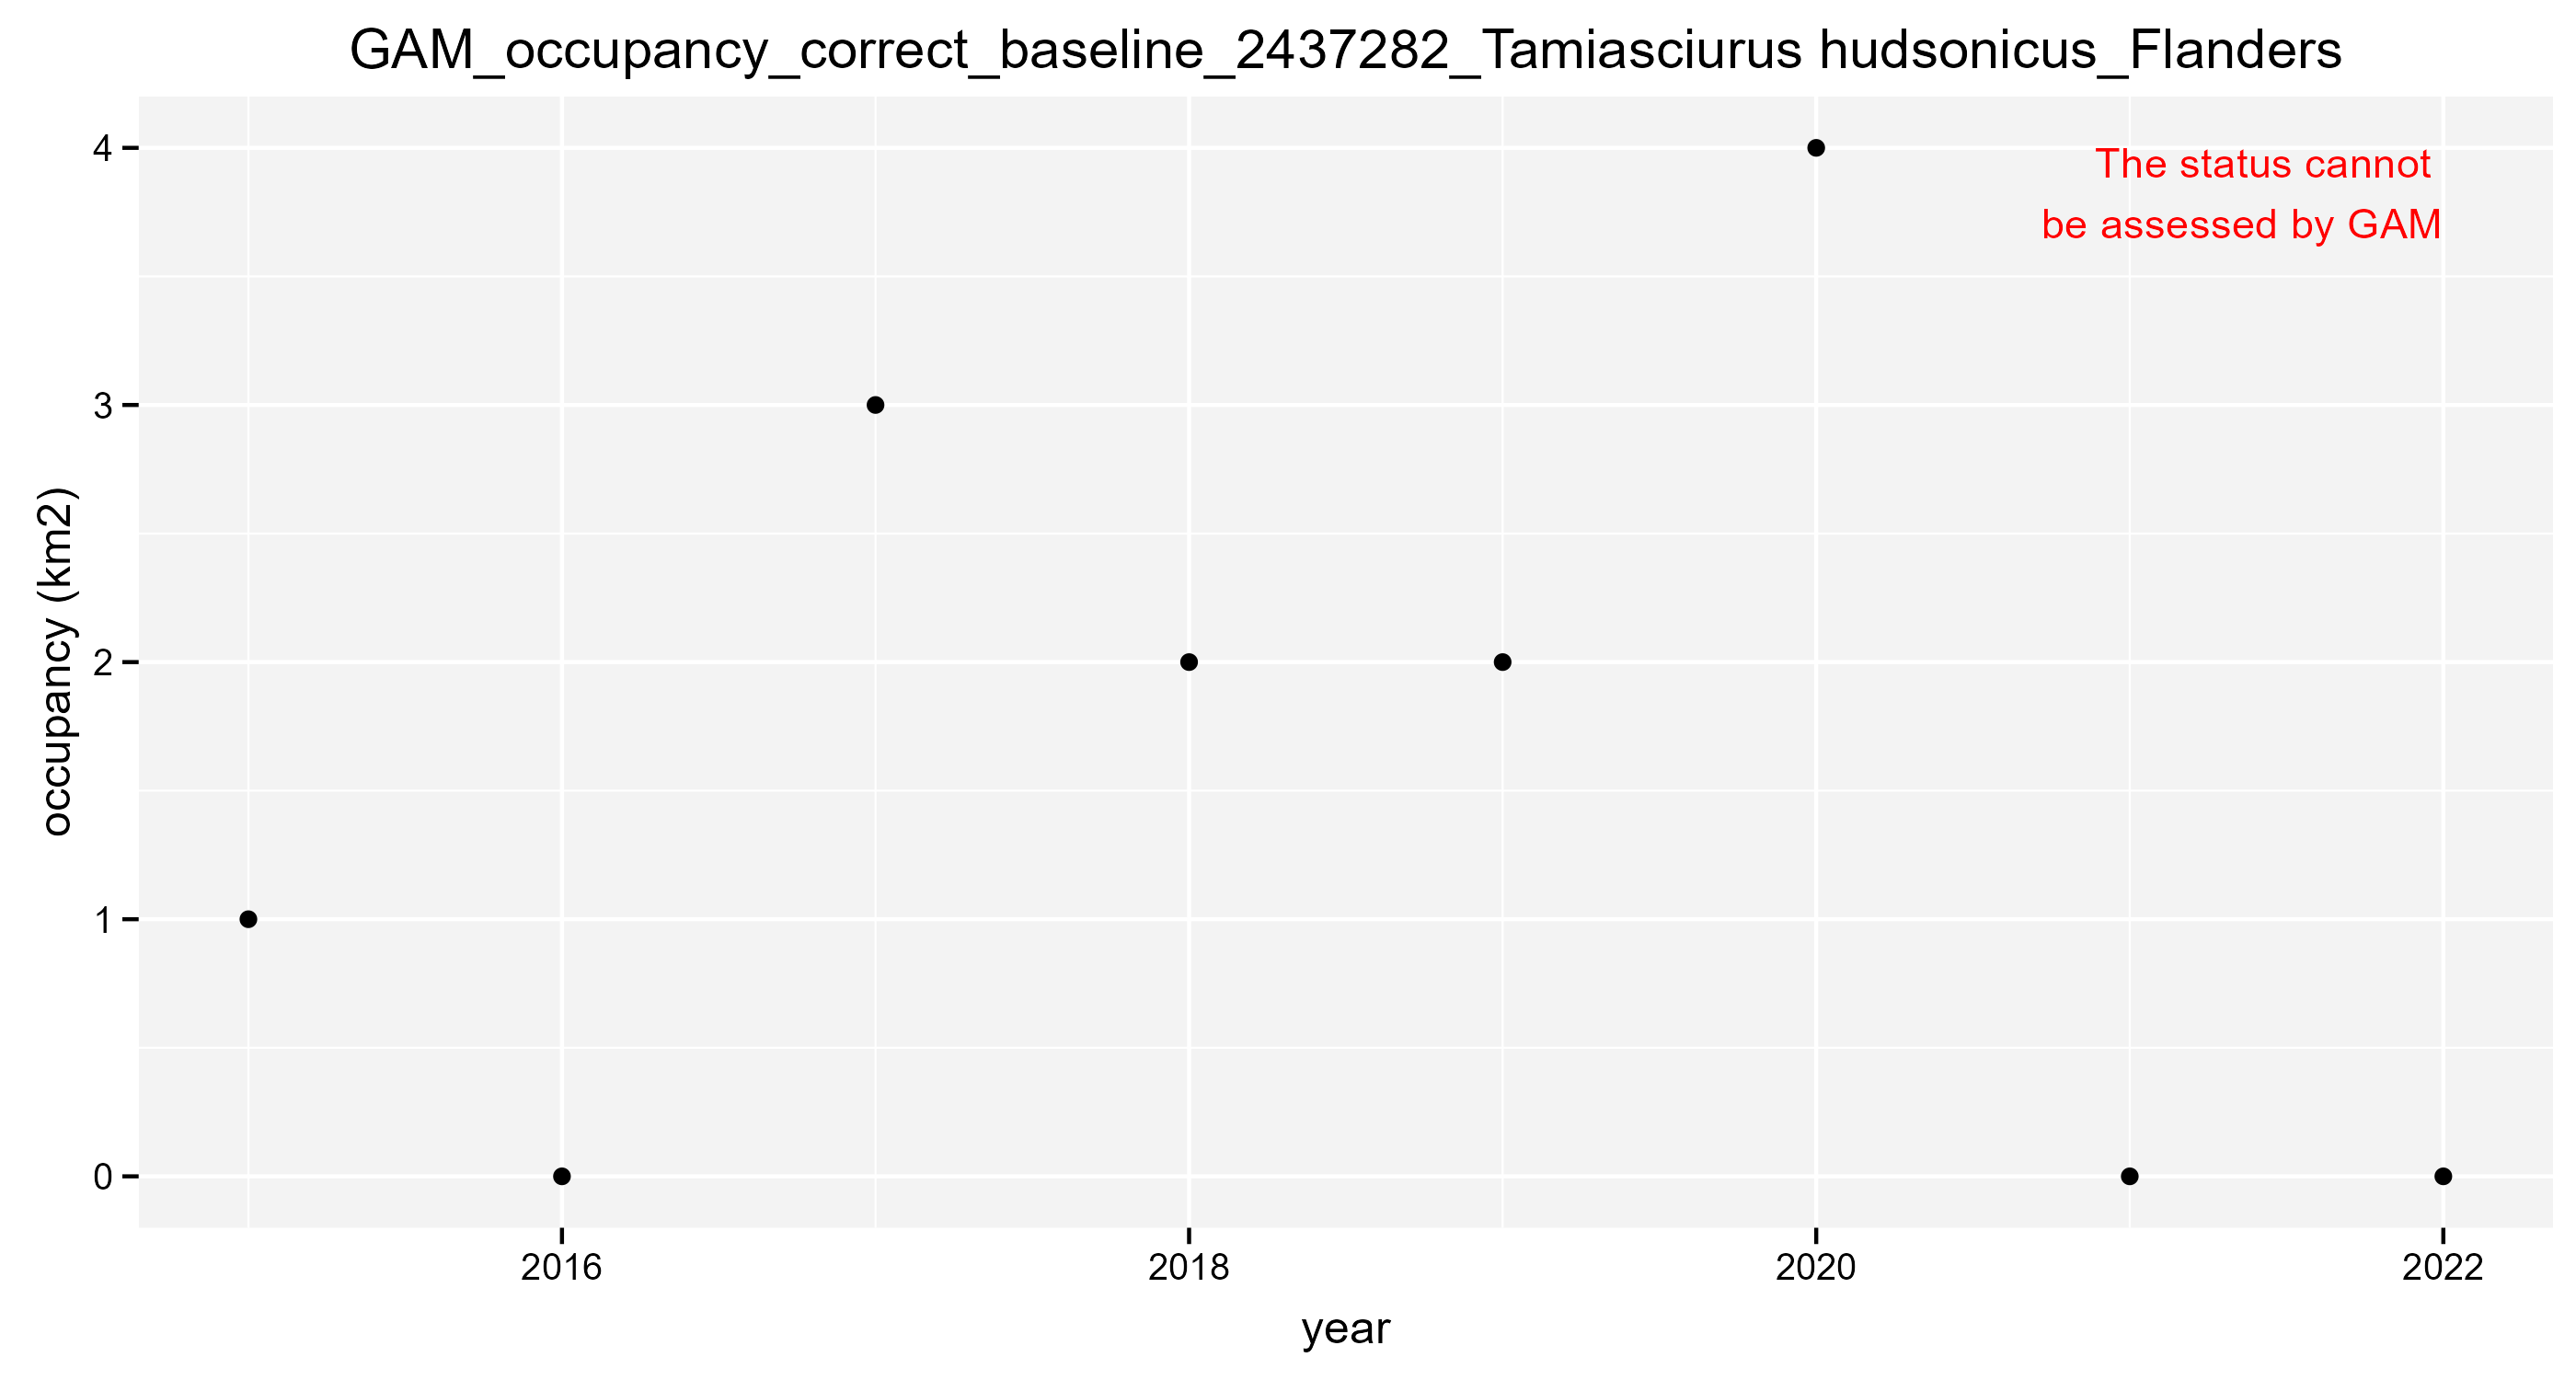 GAM_occupancy_correct_baseline_2437282_Tamiasciurus hudsonicus_Flanders
The status cannot
be assessed by GAM
4
3
2
1
0
occupancy (km2)
2016 2018 2020 2022
year